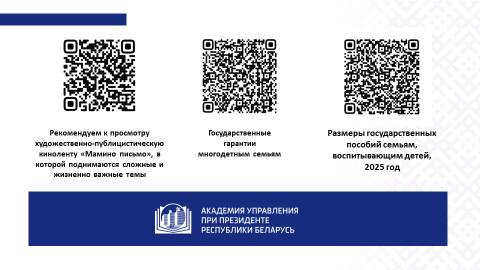 Рекомендуем к просмотру
художественно-публицистическую
киноленту «Мамино письмо», в
которой поднимаются сложные и
жизненно важные темы
Государственные
гарантии
многодетным семьям
Размеры государственных
пособий семьям,
воспитывающим детей,
2025 год
АКАДЕМИЯ УПРАВЛЕНИЯ
ПРИ ПРЕЗИДЕНТЕ
РЕСПУБЛИКИ БЕЛАРУСЬ